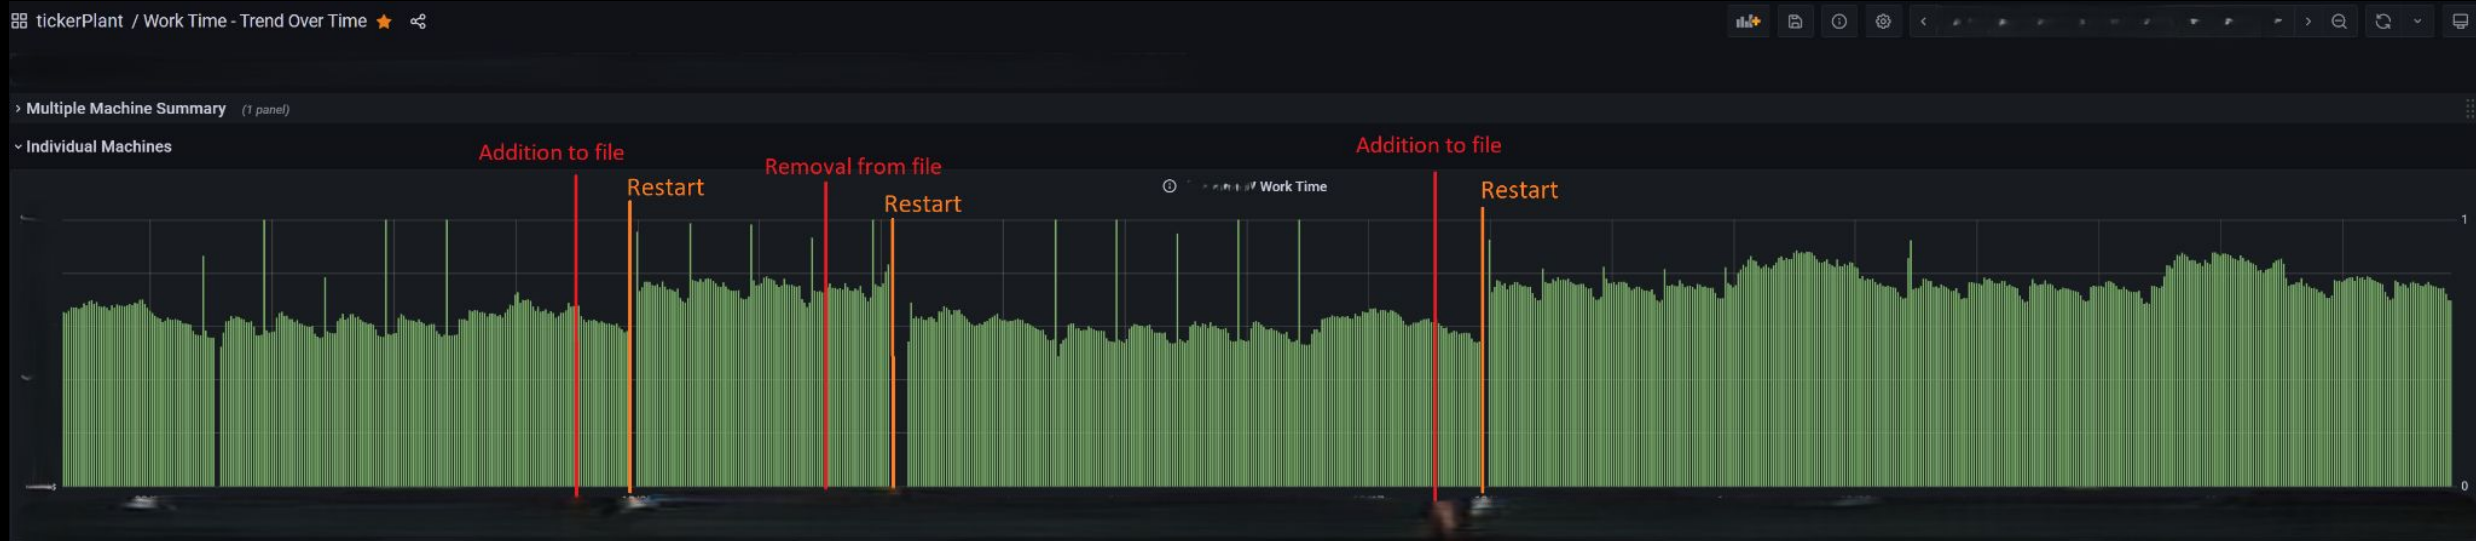 tickerPlant / Work Time - Trend Over Time
Multiple Machine Summary (1 panel)
Individual Machines
Addition to file
Restart
Removal from file
Restart
Work Time
Addition to file
Restart
1
0